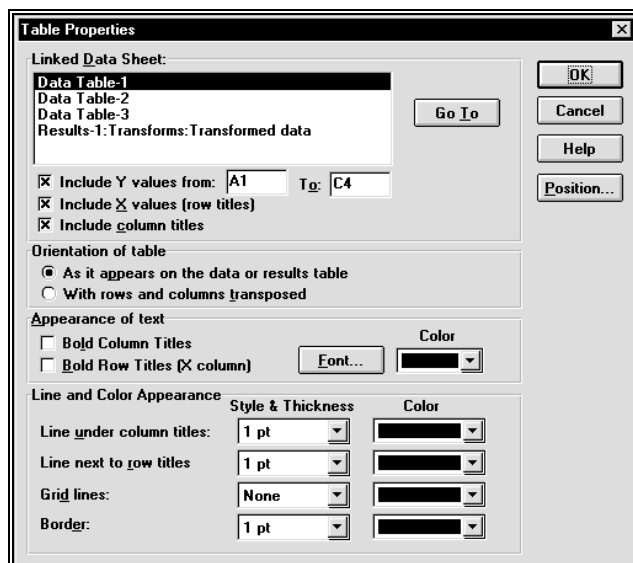 Table Properties
Linked Data Sheet:
Data Table-1
Data Table-2
Data Table-3
Results-1:Transforms:Transformed data
Go To
OK
Cancel
Help
Position...
Include Y values from: A1 To: C4
Include X values (row titles)
Include column titles
Orientation of table
As it appears on the data or results table
With rows and columns transposed
Appearance of text
Bold Column Titles
Bold Row Titles (X column)
Font...
Color
Line and Color Appearance
Style & Thickness Color
Line under column titles: 1 pt
Line next to row titles 1 pt
Grid lines: None
Border: 1 pt